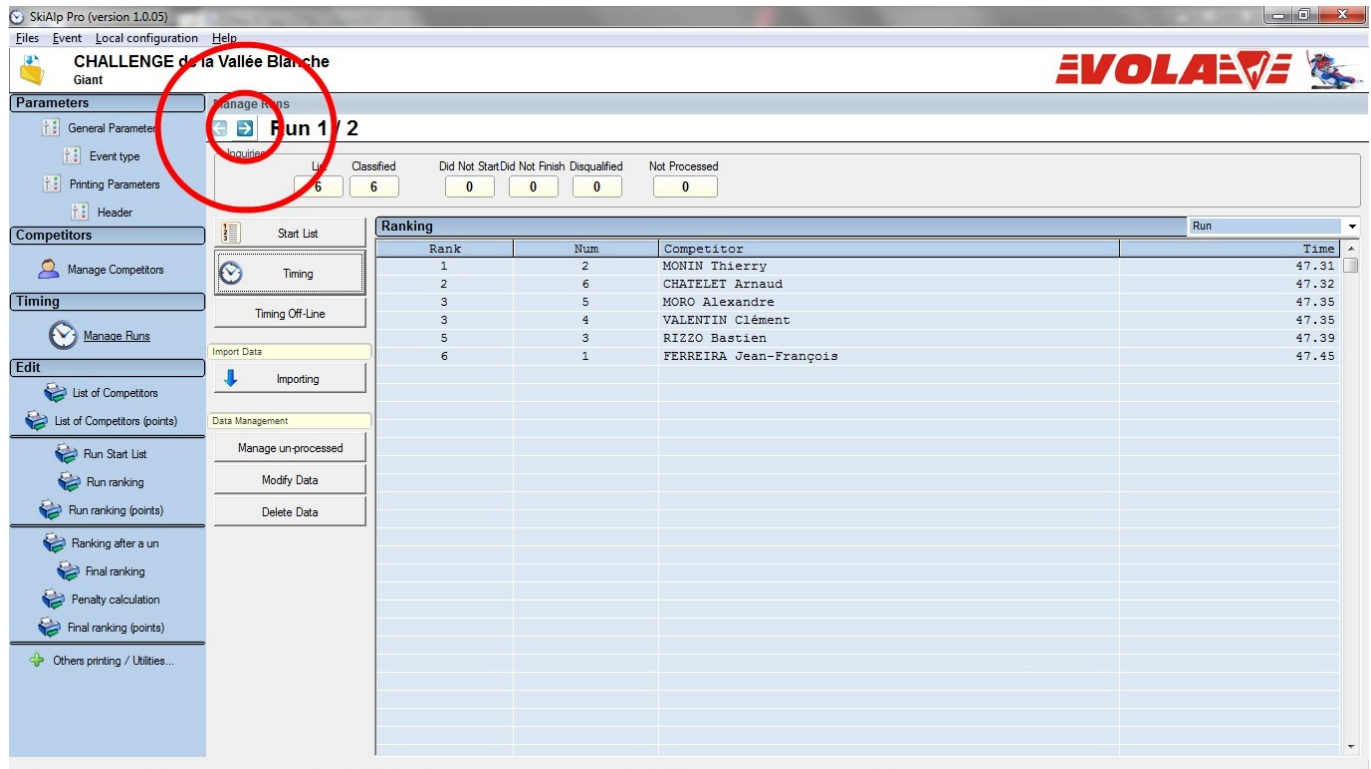 SkiAlp Pro (version 1.0.05)
Files Event Local configuration Help
CHALLENGE de la Vallée Blanche
Giant
VOLA
Parameters
General Parameter
Event type
Printing Parameters
Header
Competitors
Manage Competitors
Timing
Manage Runs
Edit
List of Competitors
List of Competitors (points)
Run Start List
Run ranking
Run ranking (points)
Ranking after a un
Final ranking
Penalty calculation
Final ranking (points)
Others printing / Utilities...
Manage Runs
Run 1 / 2
Inquiries
List Classified Did Not Start Did Not Finish Disqualified Not Processed
6 6 0 0 0 0
Start List
Timing
Timing Off-Line
Import Data
Importing
Data Management
Manage un-processed
Modify Data
Delete Data
Ranking Run
Rank Num Competitor Time
1 2 MONIN Thierry 47.31
2 6 CHATELET Arnaud 47.32
3 5 MORO Alexandre 47.35
3 4 VALENTIN Clément 47.35
5 3 RIZZO Bastien 47.39
6 1 FERREIRA Jean-François 47.45